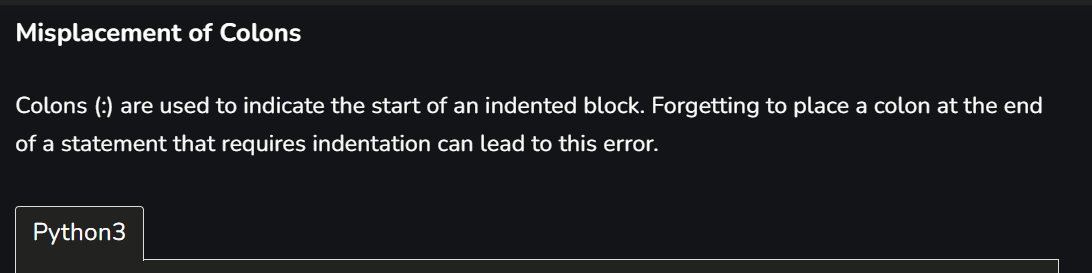 Misplacement of Colons
Colons (:) are used to indicate the start of an indented block. Forgetting to place a colon at the end
of a statement that requires indentation can lead to this error.
Python3